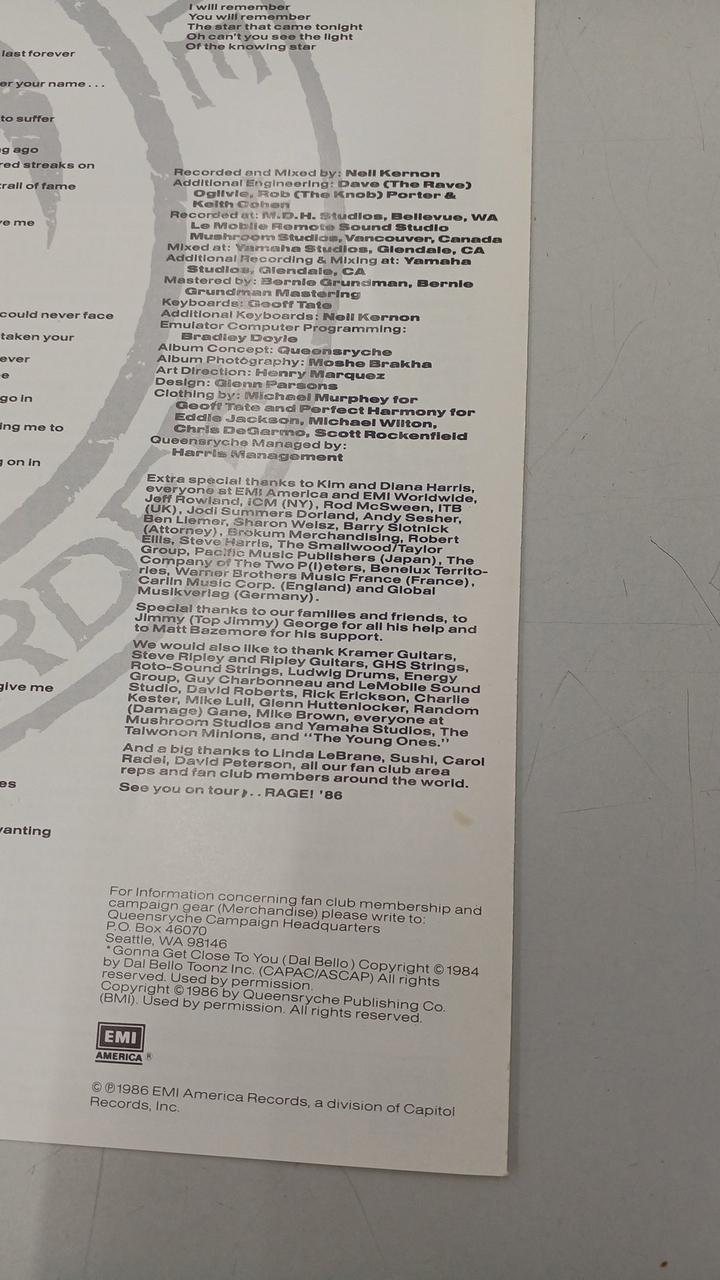 I will remember
You will remember
The star that came tonight
Oh can't you see the light
Of the knowing star
last forever
er your name . . .
to suffer
g ago
red streaks on
rall of fame
ve me
could never face
taken your
ever
e
go in
ing me to
g on in
give me
es
vanting
Recorded and Mixed by: Neil Kernon
Additional Engineering: Dave (The Rave)
Ogilvie, Rob (The Knob) Porter &
Keith Cohen
Recorded at: M.D.H. Studios, Bellevue, WA
Le Mobile Remote Sound Studio
Mushroom Studios, Vancouver, Canada
Mixed at: Yamaha Studios, Glendale, CA
Additional Recording & Mixing at: Yamaha
Studios, Glendale, CA
Mastered by: Bernie Grundman, Bernie
Grundman Mastering
Keyboards: Geoff Tate
Additional Keyboards: Neil Kernon
Emulator Computer Programming:
Bradley Doyle
Album Concept: Queensryche
Album Photography: Moshe Brakha
Art Direction: Henry Marquez
Design: Glenn Parsons
Clothing by: Michael Murphey for
Geoff Tate and Perfect Harmony for
Eddie Jackson, Michael Wilton,
Chris DeGarmo, Scott Rockenfield
Queensryche Managed by:
Harris Management
Extra special thanks to Kim and Diana Harris,
everyone at EMI America and EMI Worldwide,
Jeff Rowland, ICM (NY), Rod McSween, ITB
(UK), Jodi Summers Dorland, Andy Sesher,
Ben Liemer, Sharon Weisz, Barry Slotnick
(Attorney), Brokum Merchandising, Robert
Ellis, Steve Harris, The Smallwood/Taylor
Group, Pacific Music Publishers (Japan), The
Company of The Two P(i)eters, Benelux Territo-
ries, Warner Brothers Music France (France),
Carlin Music Corp. (England) and Global
Musikverlag (Germany).
Special thanks to our families and friends, to
Jimmy (Top Jimmy) George for all his help and
to Matt Bazemore for his support.
We would also like to thank Kramer Guitars,
Steve Ripley and Ripley Guitars, GHS Strings,
Roto-Sound Strings, Ludwig Drums, Energy
Group, Guy Charbonneau and LeMobile Sound
Studio, David Roberts, Rick Erickson, Charlie
Kester, Mike Lull, Glenn Huttenlocker, Random
(Damage) Gane, Mike Brown, everyone at
Mushroom Studios and Yamaha Studios, The
Taiwonon Minions, and "The Young Ones."
And a big thanks to Linda LeBrane, Sushi, Carol
Radel, David Peterson, all our fan club area
reps and fan club members around the world.
See you on tour . . . RAGE! '86
For Information concerning fan club membership and
campaign gear (Merchandise) please write to:
Queensryche Campaign Headquarters
P.O. Box 46070
Seattle, WA 98146
*Gonna Get Close To You (Dal Bello) Copyright © 1984
by Dal Bello Toonz Inc. (CAPAC/ASCAP) All rights
reserved. Used by permission.
Copyright © 1986 by Queensryche Publishing Co.
(BMI). Used by permission. All rights reserved.
EMI
AMERICA ®
© ℗ 1986 EMI America Records, a division of Capitol
Records, Inc.